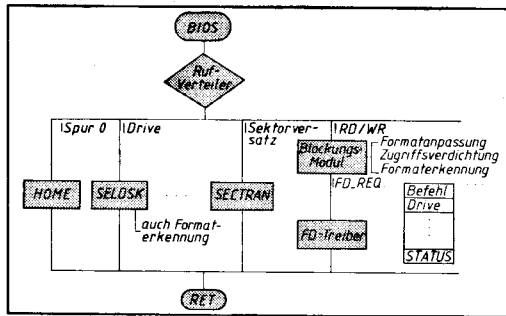 BIOS
Ruf-
Verteiler
Spur 0
Drive
Sektorver-
satz
RD/WR
Blockungs-
Modul
Formatanpassung
Zugriffsverdichtung
Formaterkennung
FD_REQ
HOME
SELDSK
SECTRAN
auch Format-
erkennung
FD-Treiber
Befehl
Drive
STATUS
RET